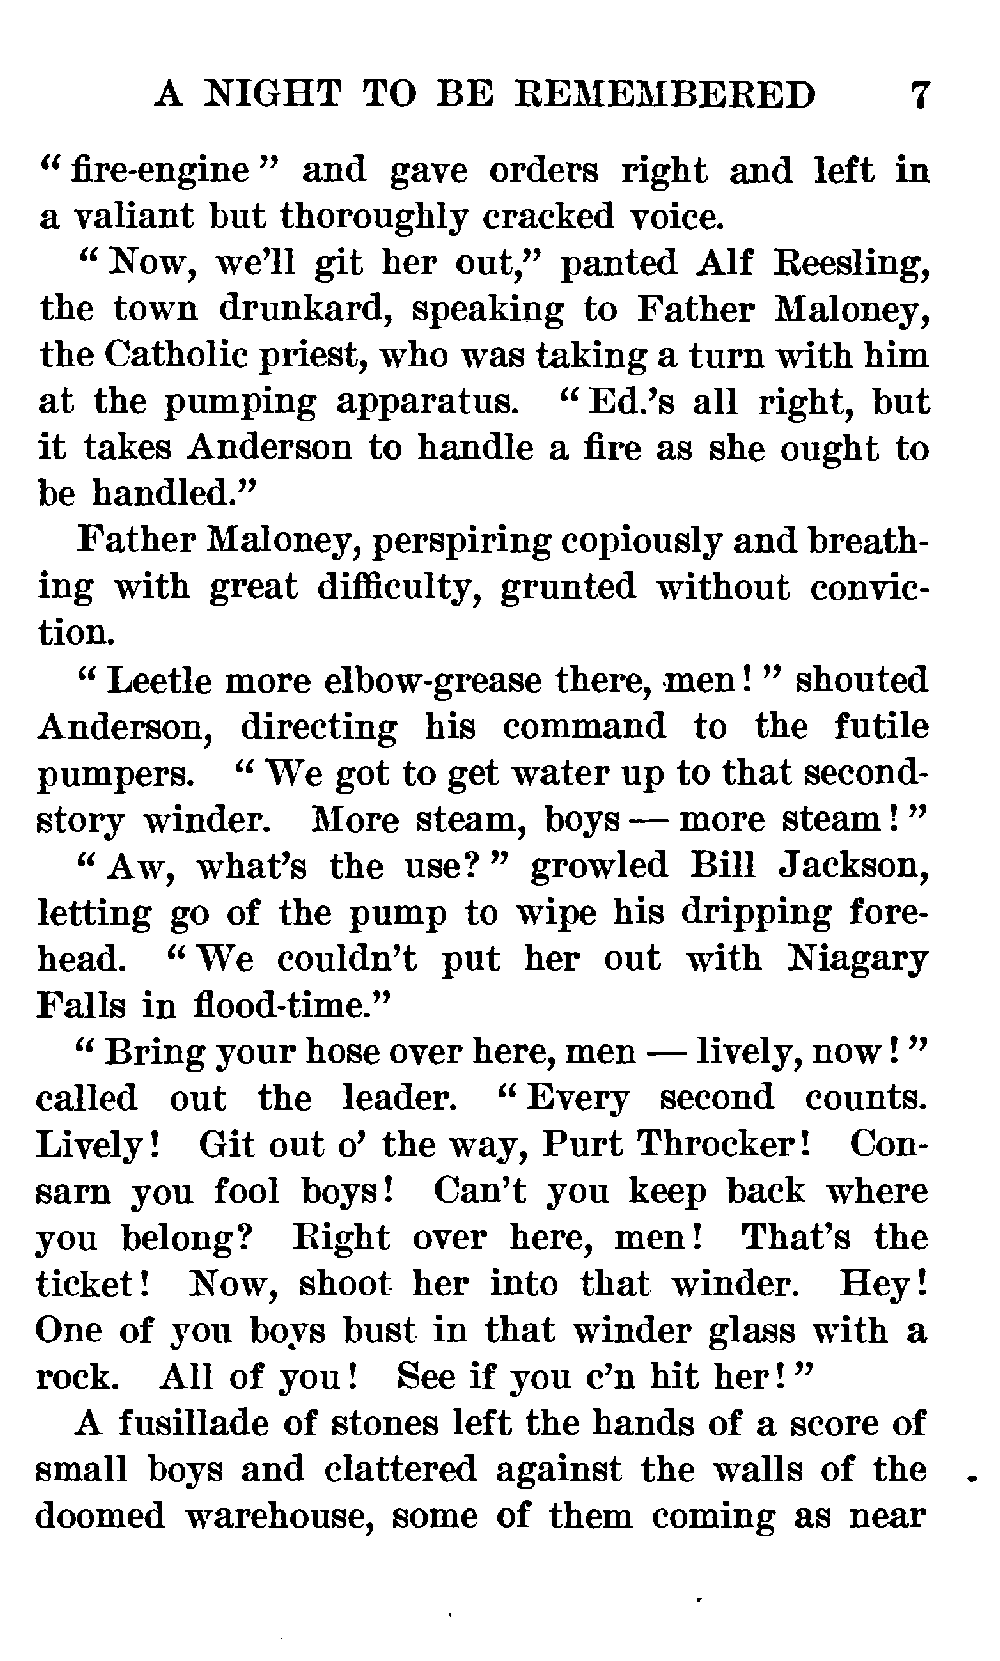 A NIGHT TO BE REMEMBERED 7
“ fire-engine ” and gave orders right and left in
a valiant but thoroughly cracked voice.
“ Now, we’ll git her out,” panted Alf Reesling,
the town drunkard, speaking to Father Maloney,
the Catholic priest, who was taking a turn with him
at the pumping apparatus. “ Ed.’s all right, but
it takes Anderson to handle a fire as she ought to
be handled.”
Father Maloney, perspiring copiously and breath-
ing with great difficulty, grunted without convic-
tion.
“ Leetle more elbow-grease there, men! ” shouted
Anderson, directing his command to the futile
pumpers. “ We got to get water up to that second-
story winder. More steam, boys — more steam! ”
“ Aw, what’s the use? ” growled Bill Jackson,
letting go of the pump to wipe his dripping fore-
head. “ We couldn’t put her out with Niagary
Falls in flood-time.”
“ Bring your hose over here, men — lively, now! ”
called out the leader. “ Every second counts.
Lively! Git out o’ the way, Purt Throcker! Con-
sarn you fool boys! Can’t you keep back where
you belong? Right over here, men! That’s the
ticket! Now, shoot her into that winder. Hey!
One of you boys bust in that winder glass with a
rock. All of you! See if you c’n hit her! ”
A fusillade of stones left the hands of a score of
small boys and clattered against the walls of the
doomed warehouse, some of them coming as near